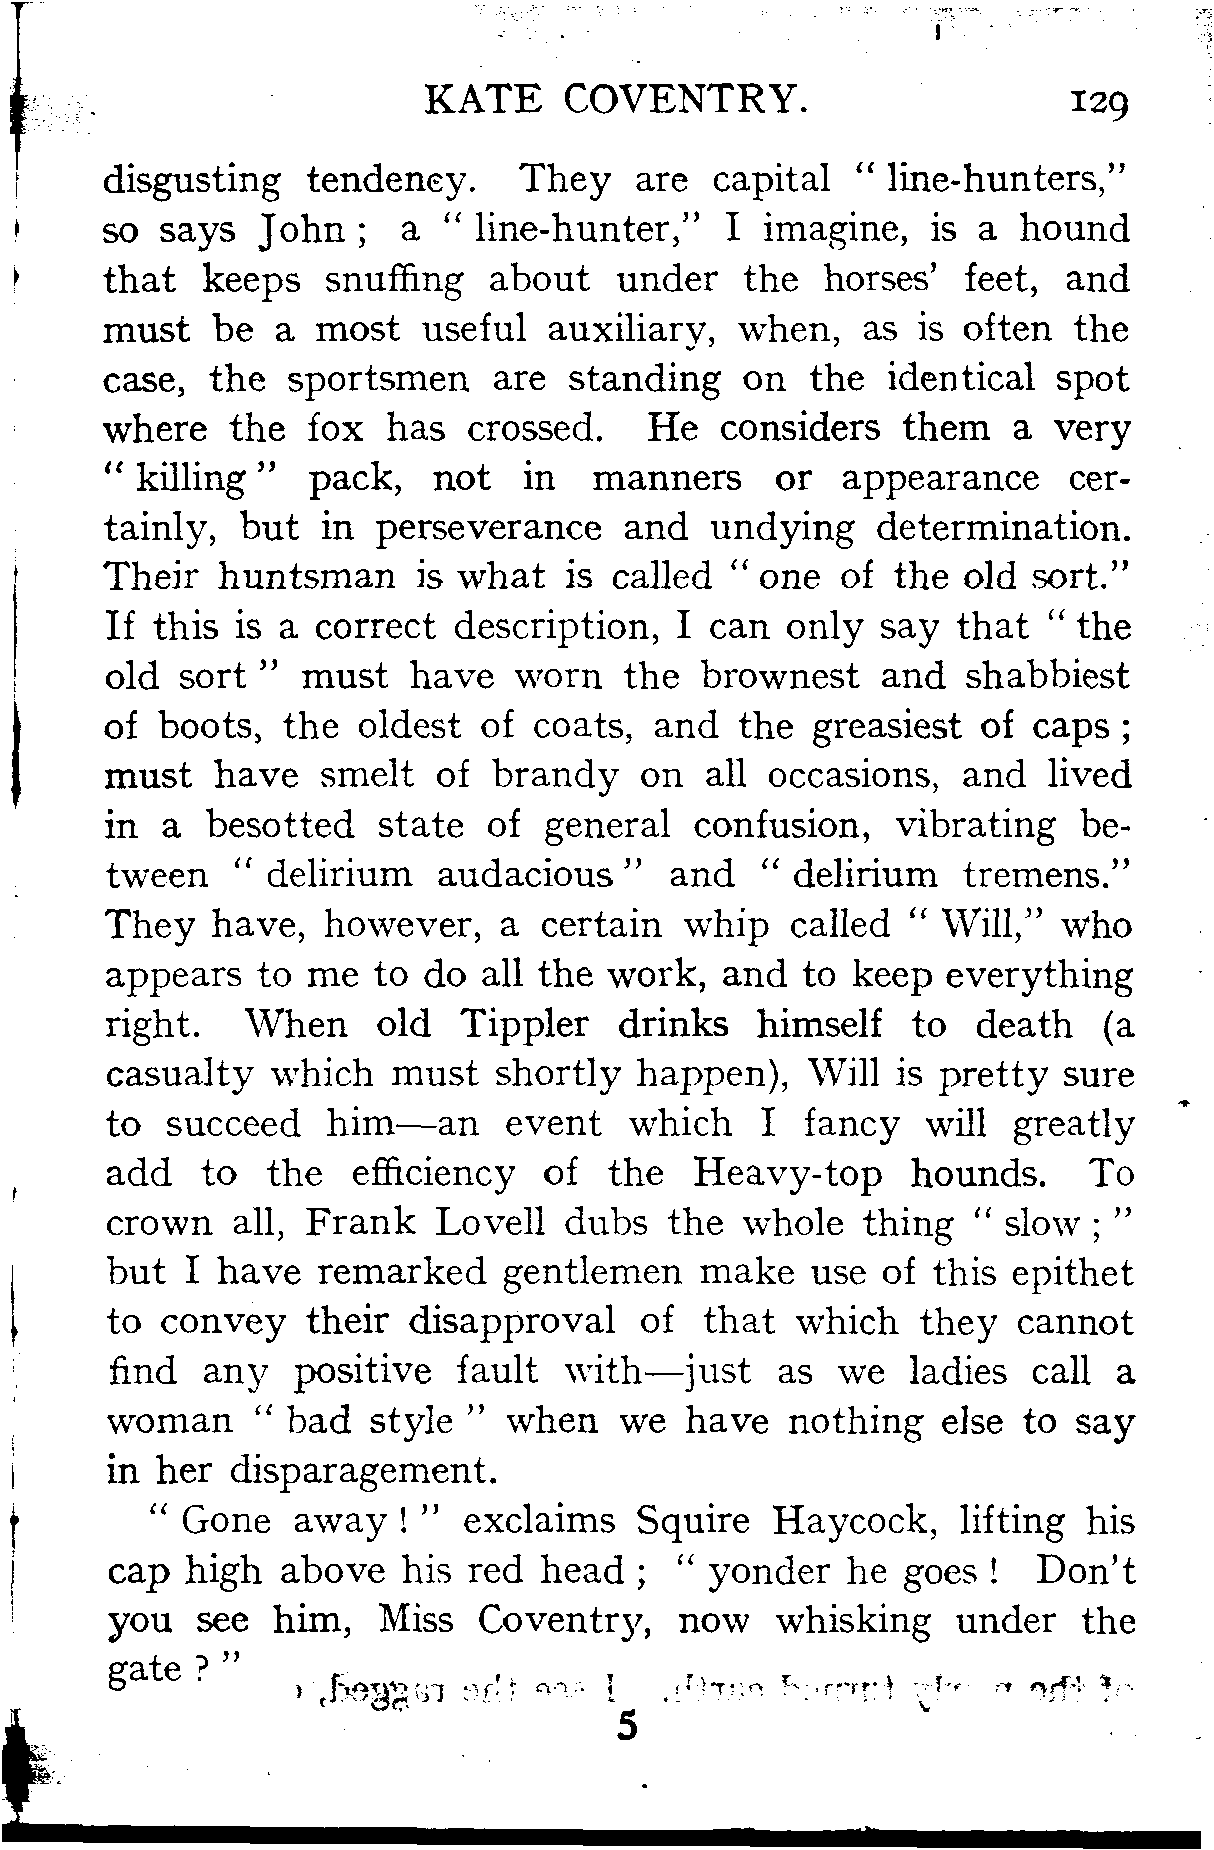 KATE COVENTRY. 129
disgusting tendency. They are capital “ line-hunters,”
so says John ; a “ line-hunter,” I imagine, is a hound
that keeps snuffing about under the horses’ feet, and
must be a most useful auxiliary, when, as is often the
case, the sportsmen are standing on the identical spot
where the fox has crossed. He considers them a very
“ killing ” pack, not in manners or appearance cer-
tainly, but in perseverance and undying determination.
Their huntsman is what is called “ one of the old sort.”
If this is a correct description, I can only say that “ the
old sort ” must have worn the brownest and shabbiest
of boots, the oldest of coats, and the greasiest of caps ;
must have smelt of brandy on all occasions, and lived
in a besotted state of general confusion, vibrating be-
tween “ delirium audacious ” and “ delirium tremens.”
They have, however, a certain whip called “ Will,” who
appears to me to do all the work, and to keep everything
right. When old Tippler drinks himself to death (a
casualty which must shortly happen), Will is pretty sure
to succeed him—an event which I fancy will greatly
add to the efficiency of the Heavy-top hounds. To
crown all, Frank Lovell dubs the whole thing “ slow ; ”
but I have remarked gentlemen make use of this epithet
to convey their disapproval of that which they cannot
find any positive fault with—just as we ladies call a
woman “ bad style ” when we have nothing else to say
in her disparagement.
“ Gone away ! ” exclaims Squire Haycock, lifting his
cap high above his red head ; “ yonder he goes ! Don’t
you see him, Miss Coventry, now whisking under the
gate ? ”
5